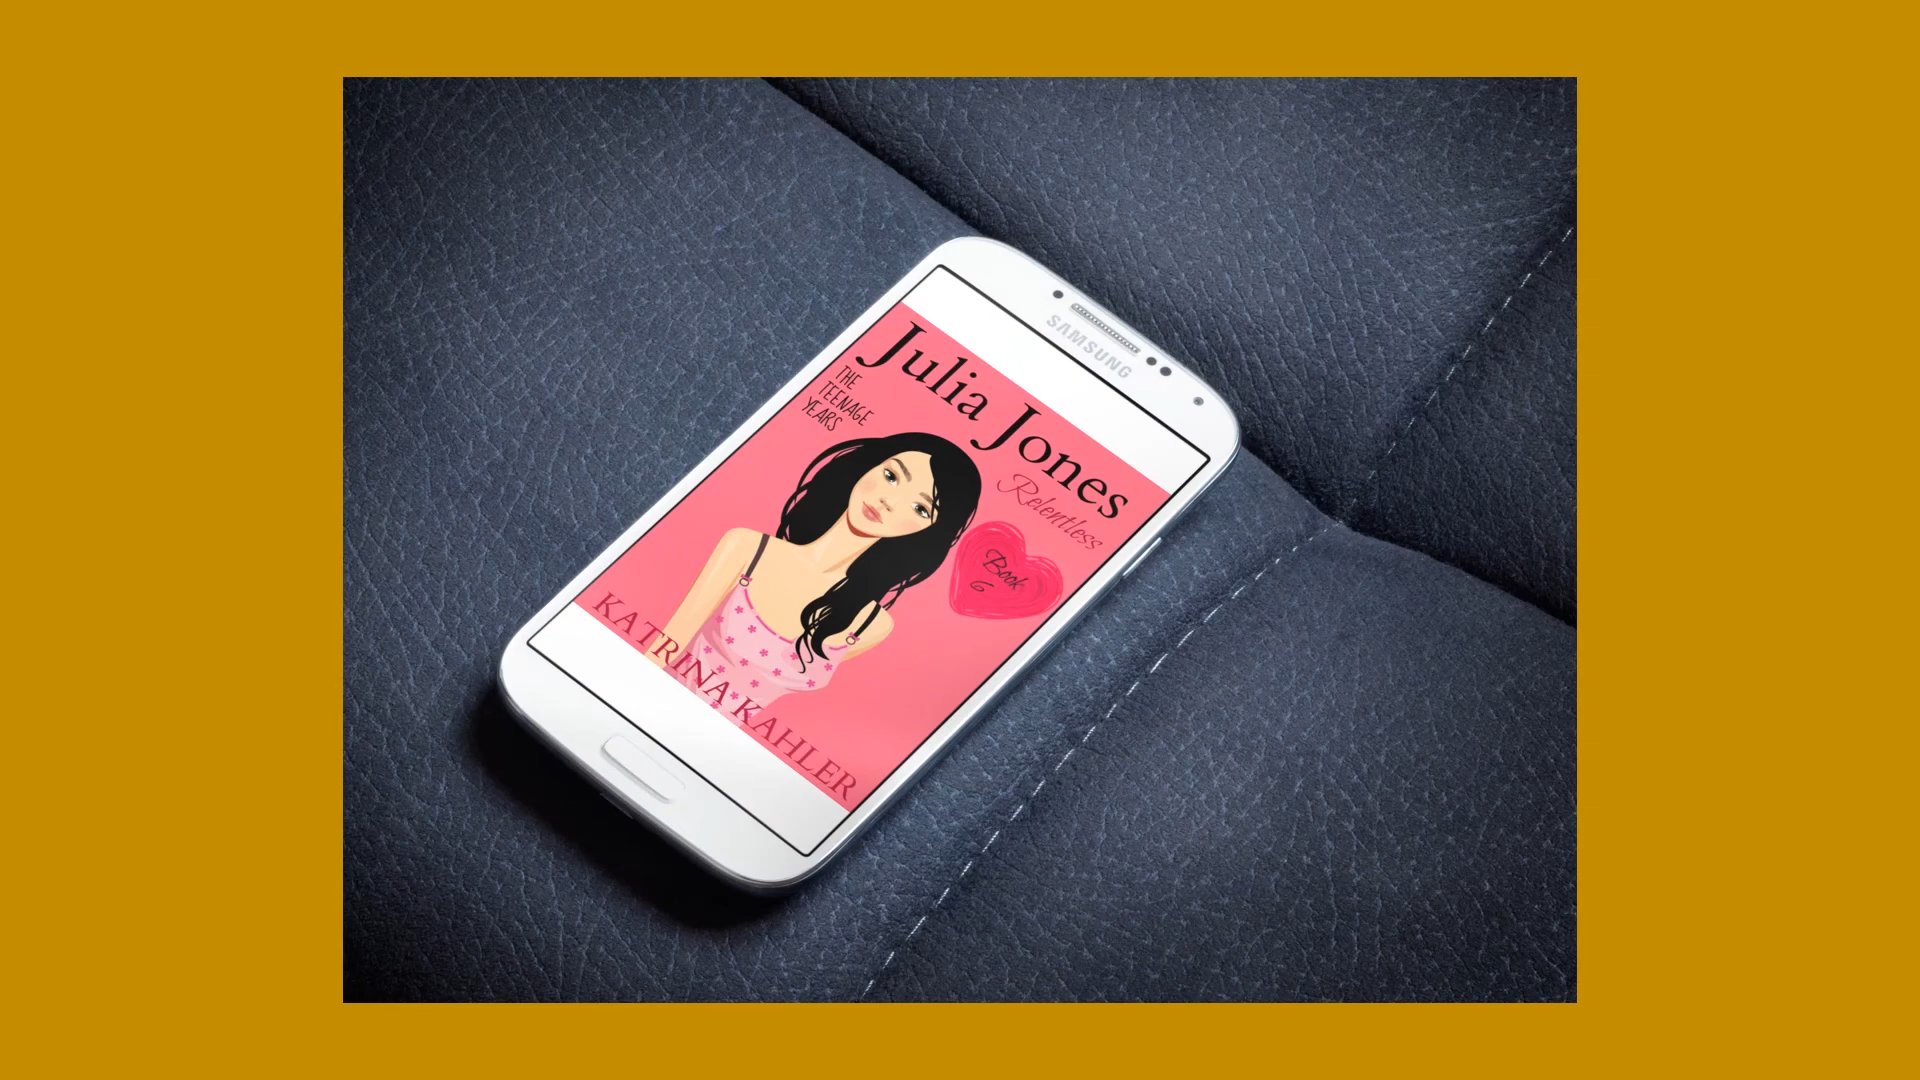 SAMSUNG
Julia Jones
THE
TEENAGE
YEARS
Relentless
Book
6
KATRINA KAHLER